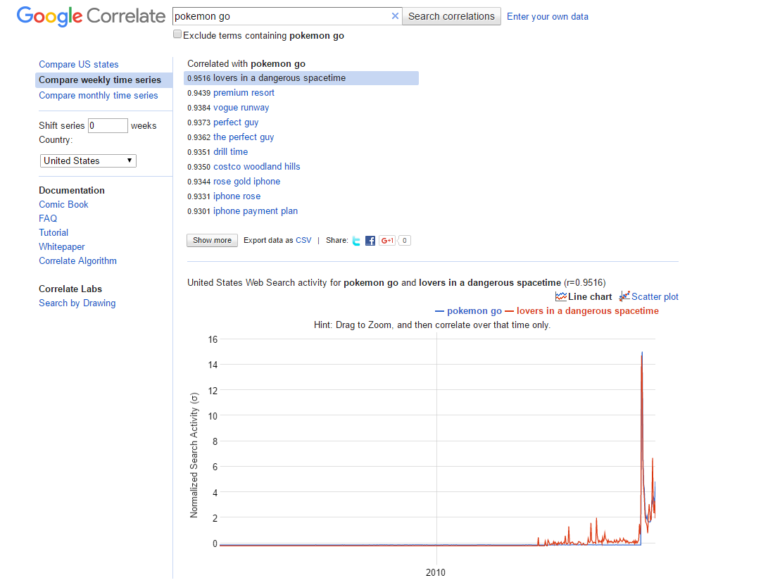 Google Correlate pokemon go × Search correlations Enter your own data
Exclude terms containing pokemon go
Compare US states
Compare weekly time series
Compare monthly time series
Shift series 0 weeks
Country:
United States
Documentation
Comic Book
FAQ
Tutorial
Whitepaper
Correlate Algorithm
Correlate Labs
Search by Drawing
Correlated with pokemon go
0.9516 lovers in a dangerous spacetime
0.9439 premium resort
0.9384 vogue runway
0.9373 perfect guy
0.9362 the perfect guy
0.9351 drill time
0.9350 costco woodland hills
0.9344 rose gold iphone
0.9331 iphone rose
0.9301 iphone payment plan
Show more Export data as CSV | Share: G+1 0
United States Web Search activity for pokemon go and lovers in a dangerous spacetime (r=0.9516)
Line chart Scatter plot
pokemon go lovers in a dangerous spacetime
Hint: Drag to Zoom, and then correlate over that time only.
Normalized Search Activity (σ)
16
14
12
10
8
6
4
2
0
2010